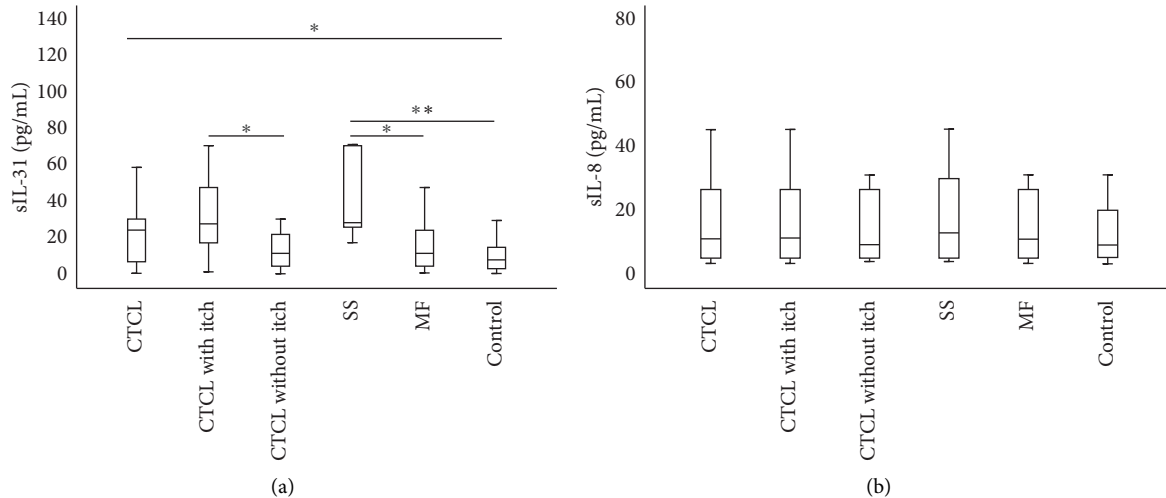 140
120
100
80
60
40
20
0
sIL-31 (pg/mL)
*
*
**
*
CTCL
CTCL with itch
CTCL without itch
SS
MF
Control
(a)
80
60
40
20
0
sIL-8 (pg/mL)
CTCL
CTCL with itch
CTCL without itch
SS
MF
Control
(b)